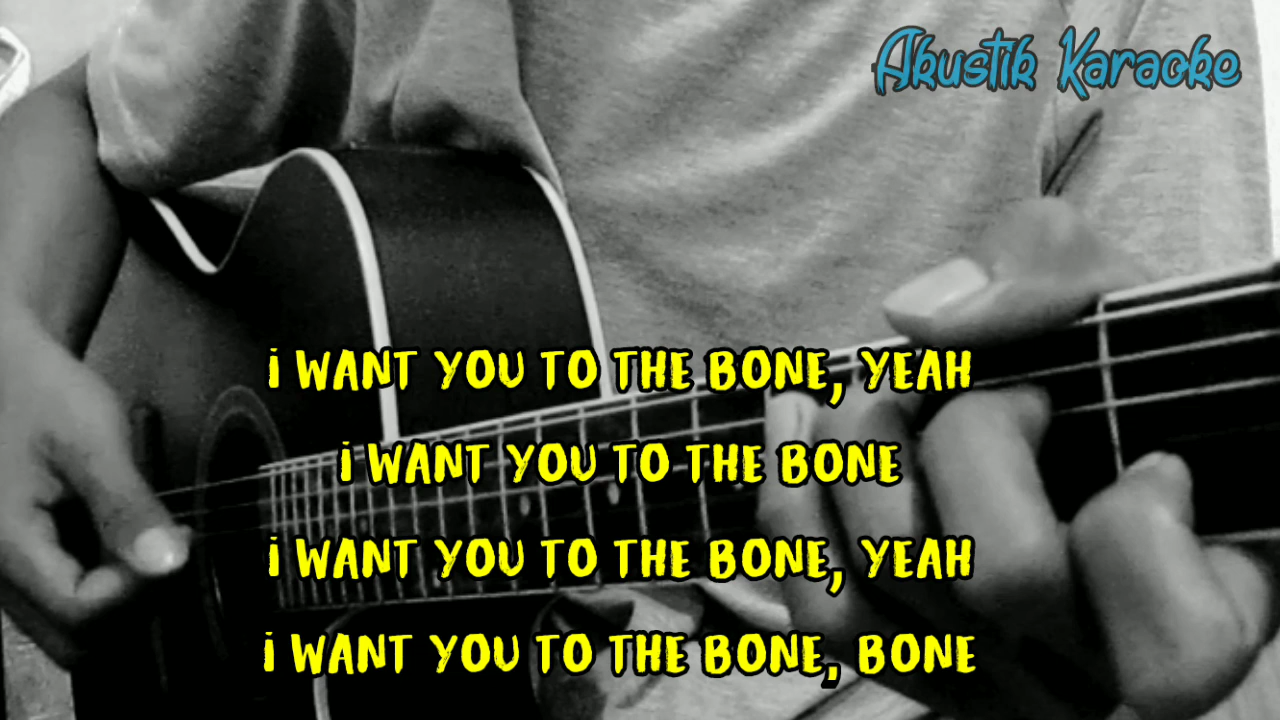 Akustik Karaoke
i WANT YOU TO THE BONE, YEAH
i WANT YOU TO THE BONE
i WANT YOU TO THE BONE, YEAH
i WANT YOU TO THE BONE, BONE